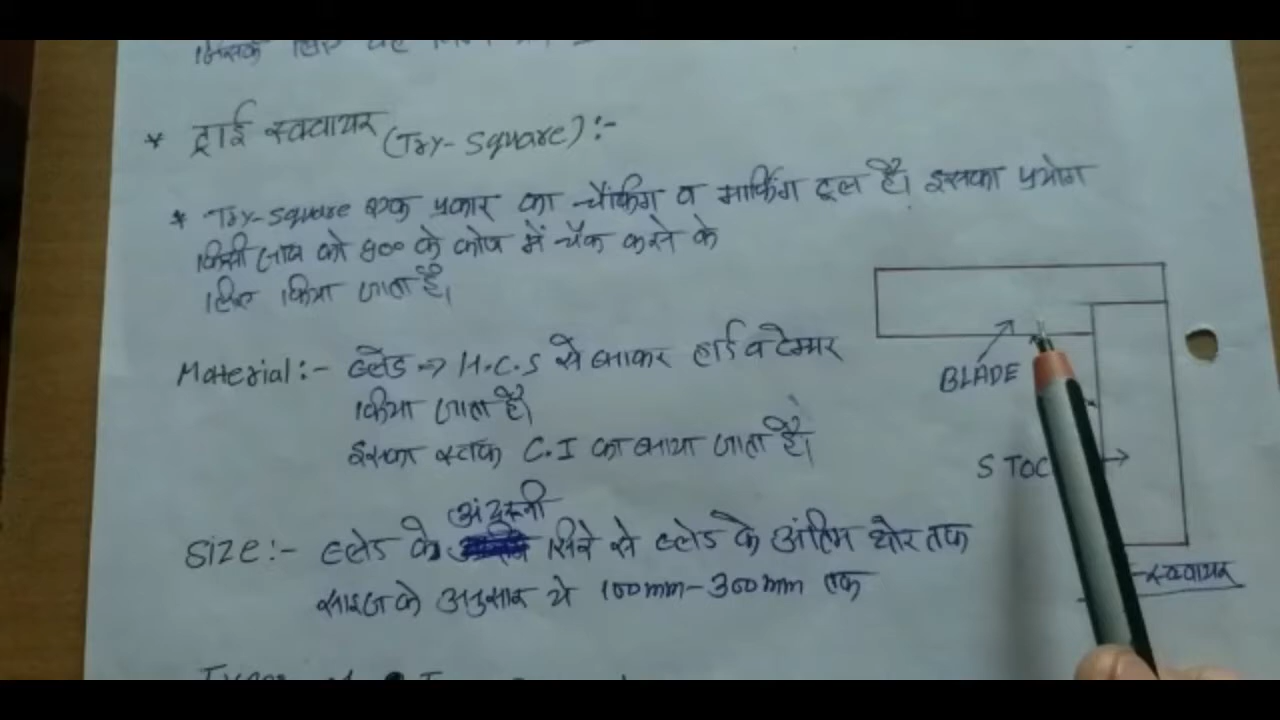 * ट्राई स्क्वायर (Try-Square):-
* Try-Square एक प्रकार का चैकिंग व मार्किंग टूल है। इसका प्रयोग
किसी जाब को 90° के कोण में चैक करने के
लिए किया जाता है।
Material:- ब्लेड => H.C.S से बनाकर हार्ड व टेम्पर
किया जाता है।
इसका स्टॉक C.I का बनाया जाता है।
BLADE
STOC
अंदरूनी
Size:- ब्लेड के सिरे से ब्लेड के अंतिम छोर तक
साइज के अनुसार ये 100mm-300mm तक
-स्क्वायर